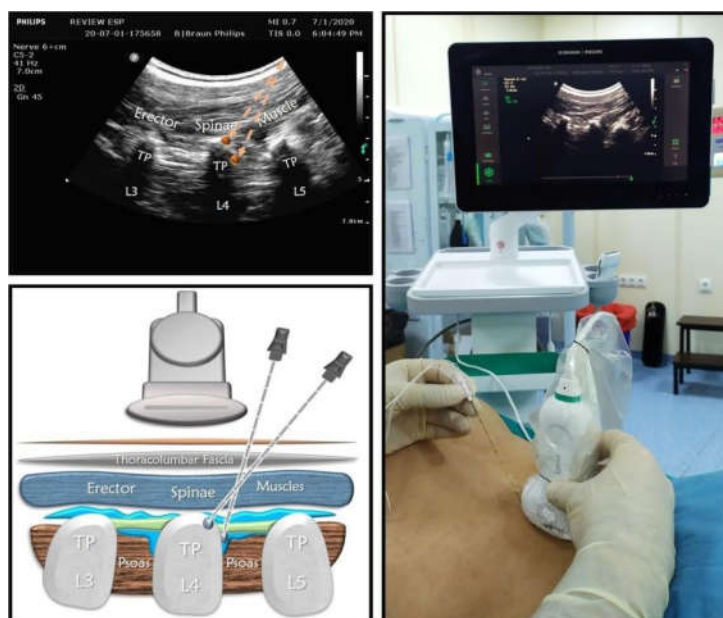 PHILIPS REVIEW ESP MI 0.7 7/1/2020
20-07-01-175658 B|Braun Philips TIS 0.0 6:04:49 PM
Nerve 6+cm
C5-2
41 Hz
7.0cm
2D
Gn 45
Erector Spinae Muscle
TP TP TP
L3 L4 L5
5
7.0cm
Thoracolumbar Fascia
Erector Spinae Muscles
TP Psoas TP Psoas TP
L3 L4 L5